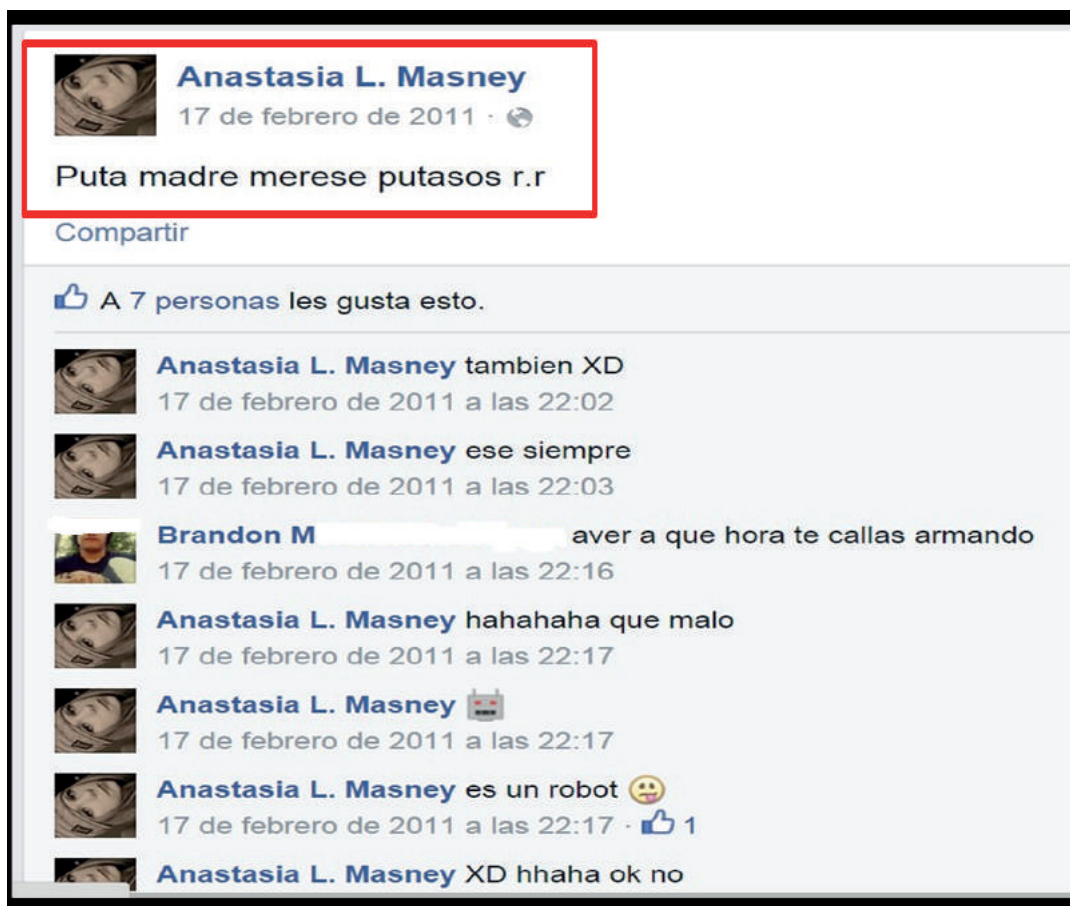 Anastasia L. Masney
17 de febrero de 2011 ·
Puta madre merese putasos r.r
Compartir
A 7 personas les gusta esto.
Anastasia L. Masney tambien XD
17 de febrero de 2011 a las 22:02
Anastasia L. Masney ese siempre
17 de febrero de 2011 a las 22:03
Brandon M aver a que hora te callas armando
17 de febrero de 2011 a las 22:16
Anastasia L. Masney hahahaha que malo
17 de febrero de 2011 a las 22:17
Anastasia L. Masney
17 de febrero de 2011 a las 22:17
Anastasia L. Masney es un robot
17 de febrero de 2011 a las 22:17 · 1
Anastasia L. Masney XD hhaha ok no